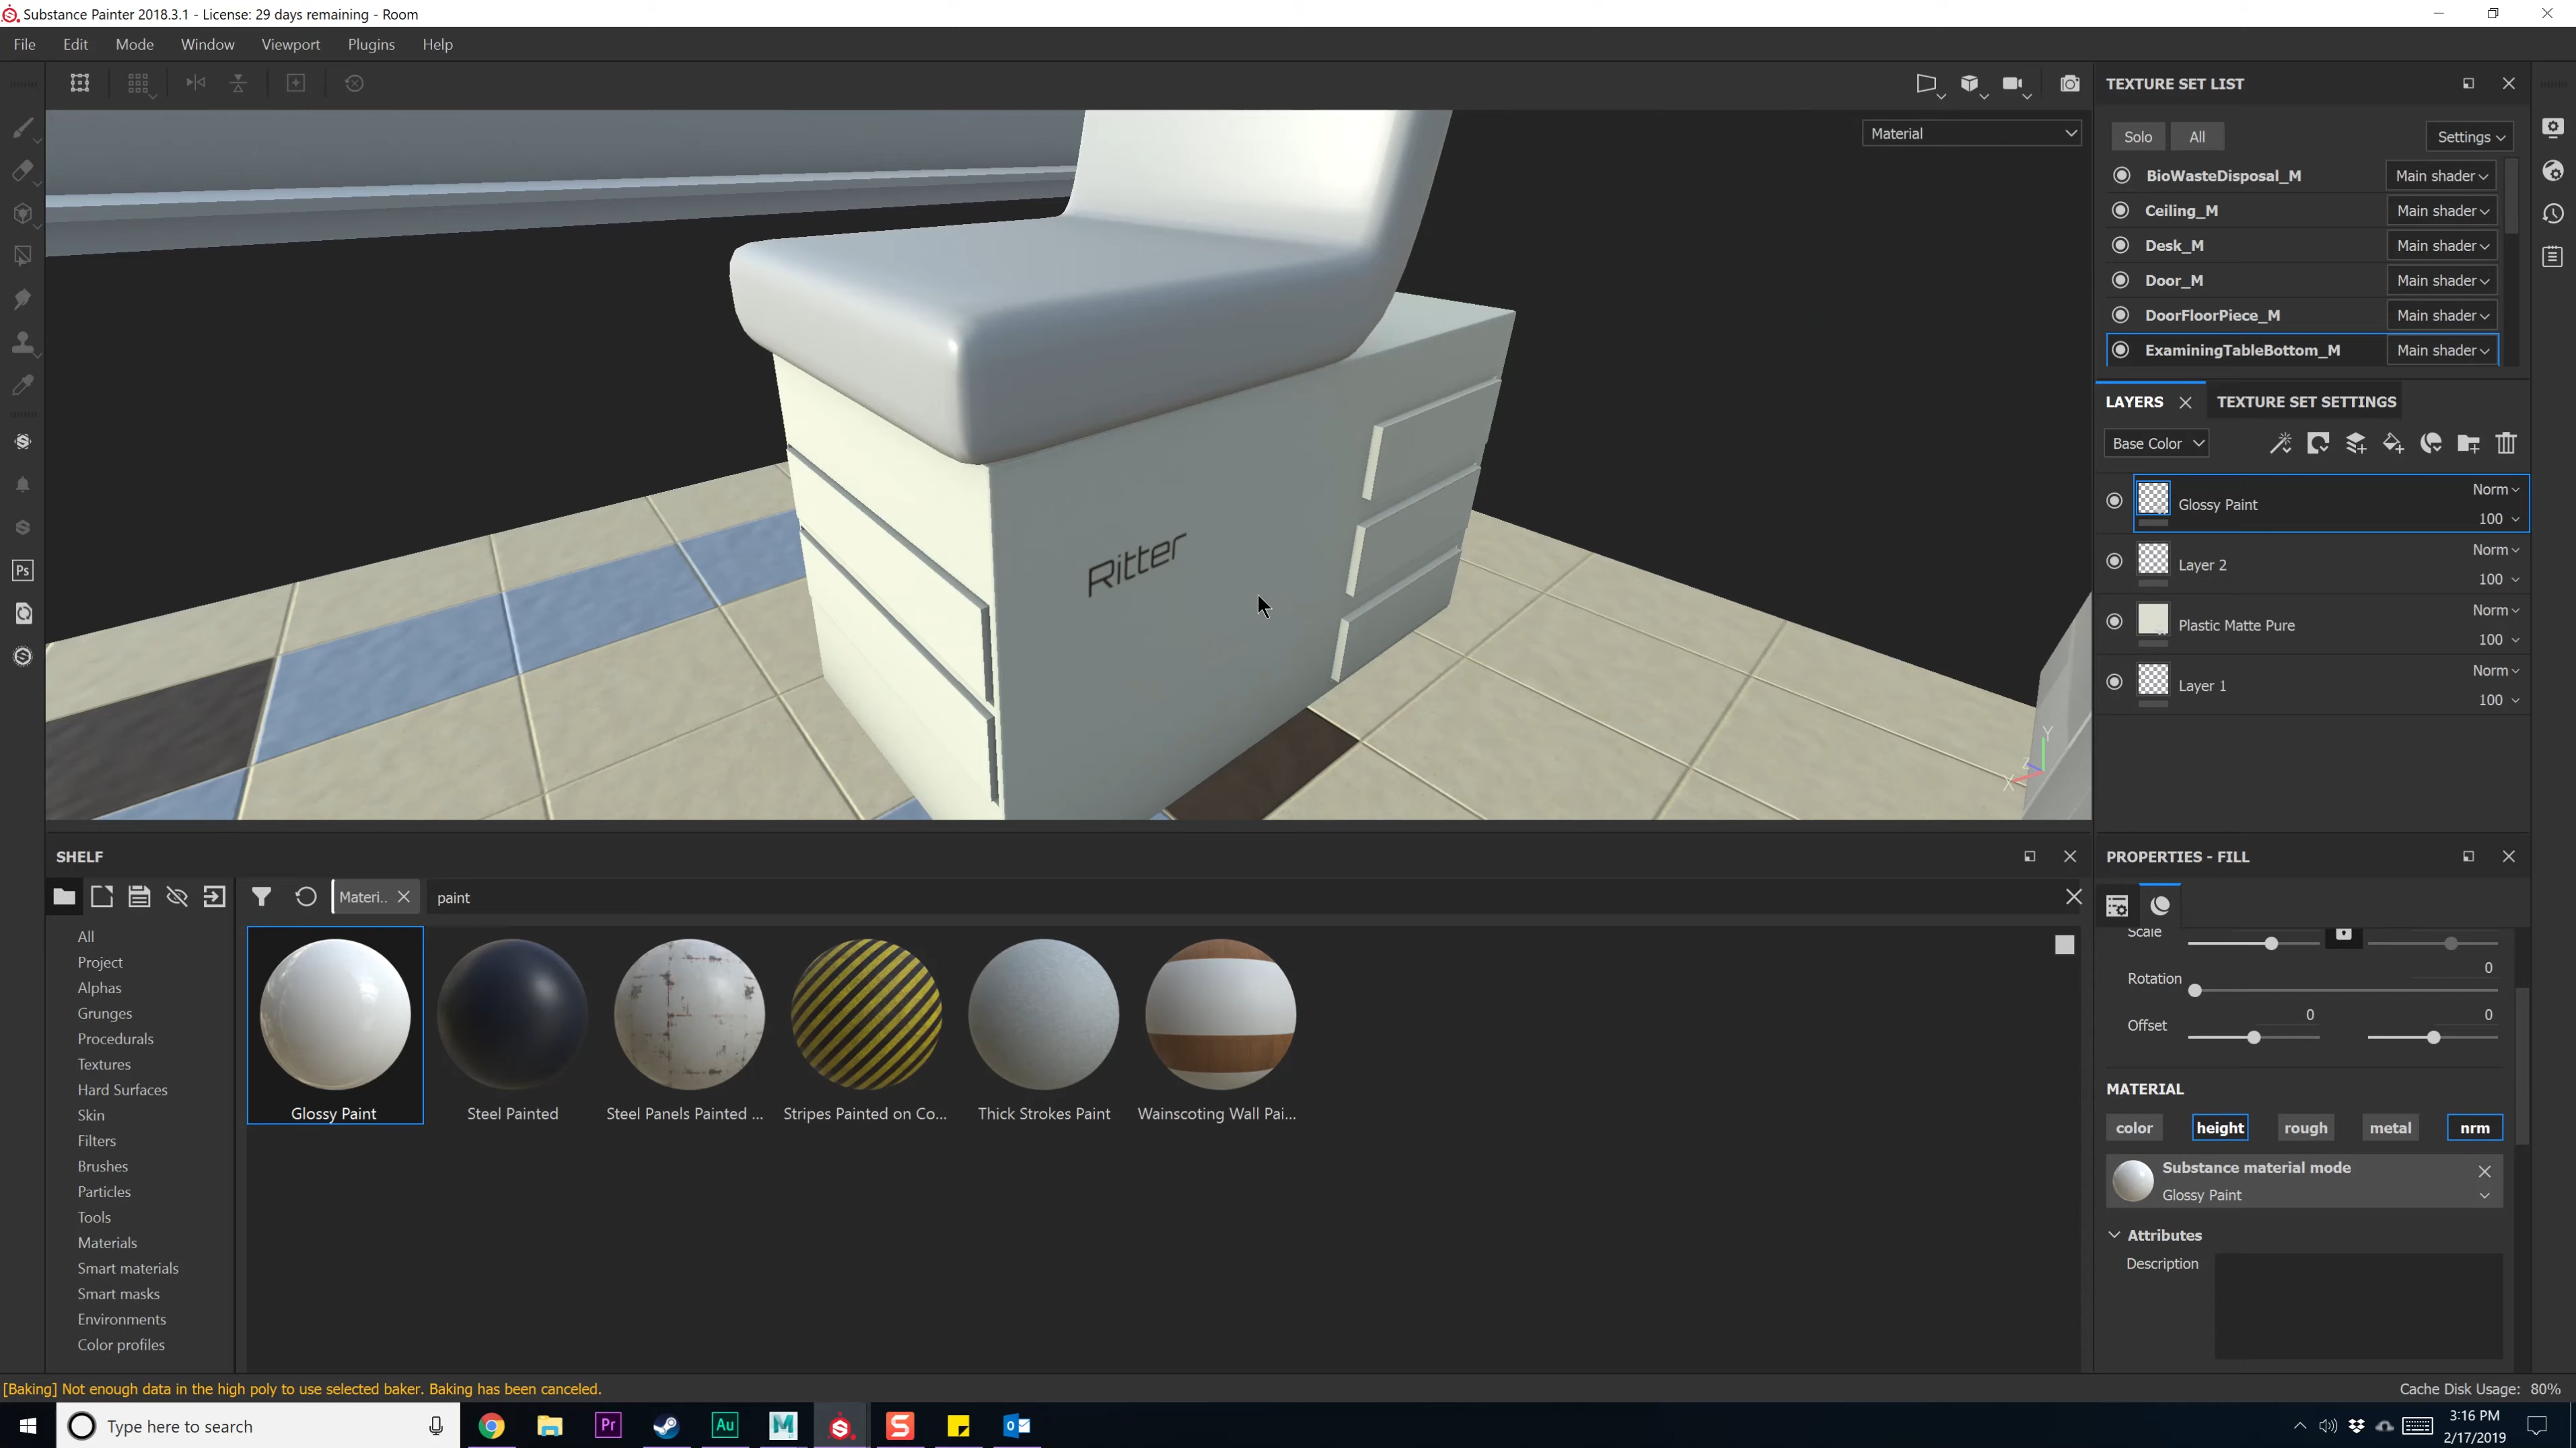 Substance Painter 2018.3.1 - License: 29 days remaining - Room
File Edit Mode Window Viewport Plugins Help
Material
Ritter
Y
Z
X
TEXTURE SET LIST
Solo All Settings
BioWasteDisposal_M Main shader
Ceiling_M Main shader
Desk_M Main shader
Door_M Main shader
DoorFloorPiece_M Main shader
ExaminingTableBottom_M Main shader
LAYERS TEXTURE SET SETTINGS
Base Color
Norm
Glossy Paint
100
Norm
Layer 2
100
Norm
Plastic Matte Pure
100
Norm
Layer 1
100
Ps
SHELF
Materi.. paint
All
Project
Alphas
Grunges
Procedurals
Textures
Hard Surfaces
Skin
Filters
Brushes
Particles
Tools
Materials
Smart materials
Smart masks
Environments
Color profiles
Glossy Paint Steel Painted Steel Panels Painted ... Stripes Painted on Co... Thick Strokes Paint Wainscoting Wall Pai...
PROPERTIES - FILL
Scale
0
Rotation
0 0
Offset
MATERIAL
color height rough metal nrm
Substance material mode
Glossy Paint
Attributes
Description
[Baking] Not enough data in the high poly to use selected baker. Baking has been canceled.
Cache Disk Usage: 80%
Type here to search
Pr
Au
M
S
3:16 PM
2/17/2019